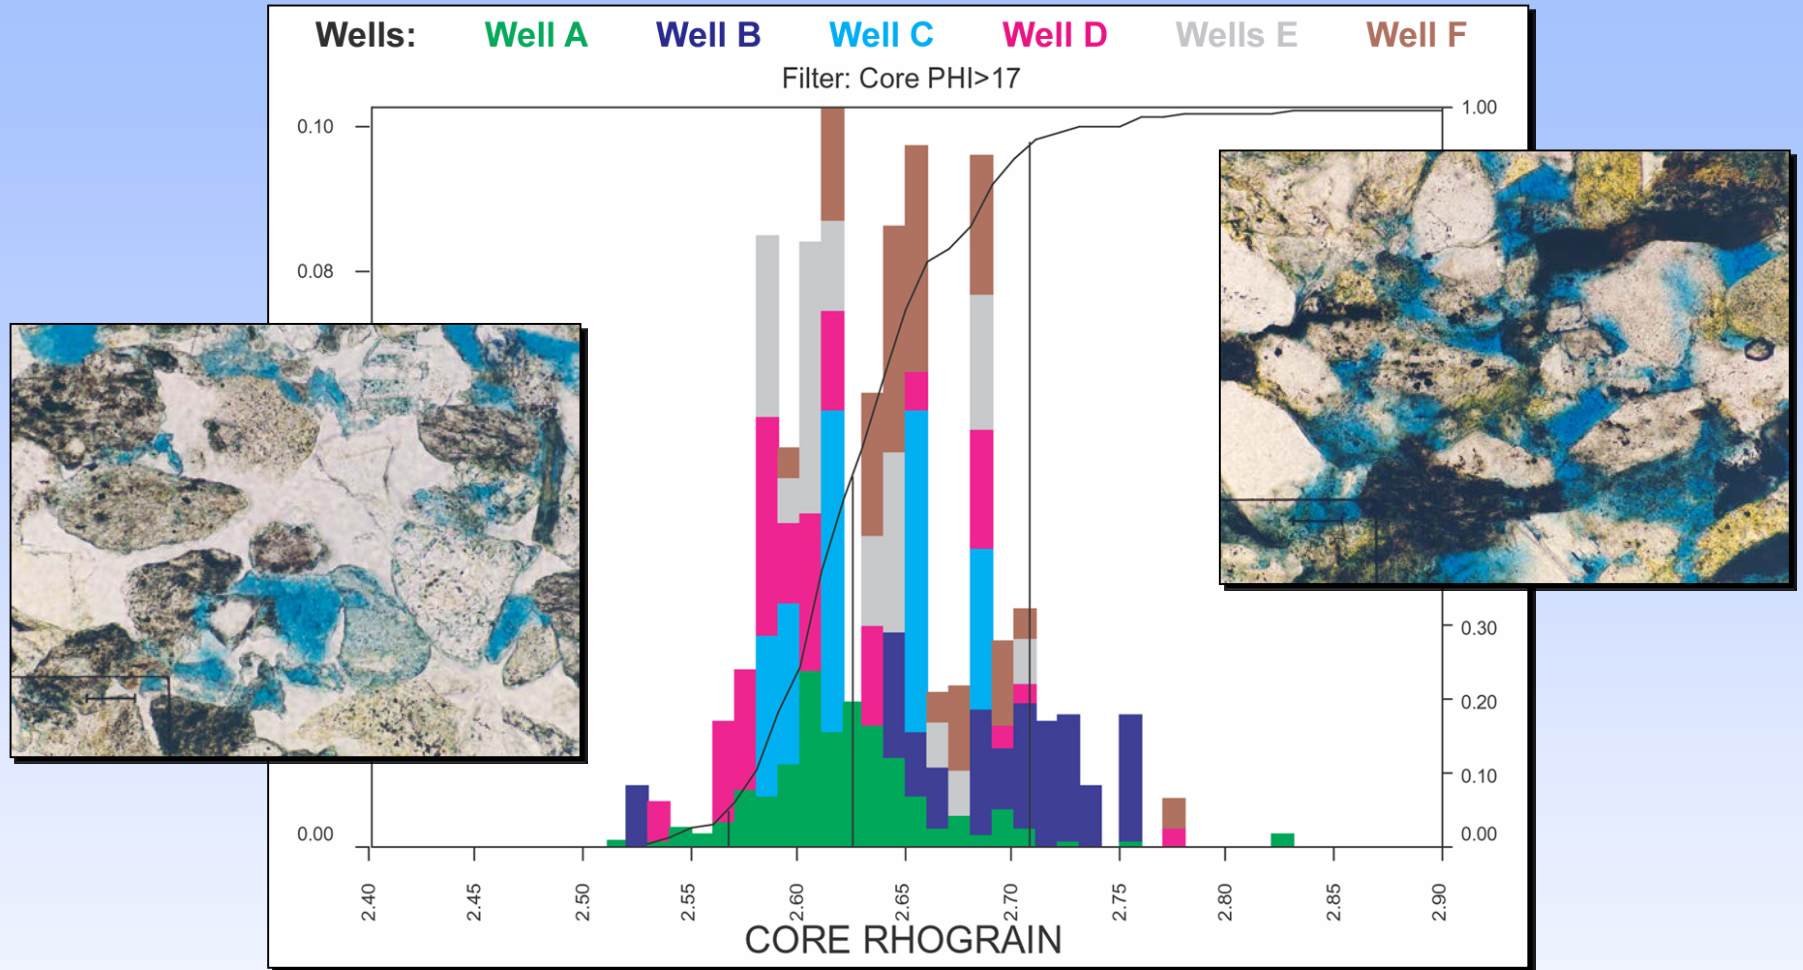 Wells: Well A Well B Well C Well D Wells E Well F
Filter: Core PHI>17
0.10
0.08
0.00
1.00
0.30
0.20
0.10
0.00
2.40 2.45 2.50 2.55 2.60 2.65 2.70 2.75 2.80 2.85 2.90
CORE RHOGRAIN